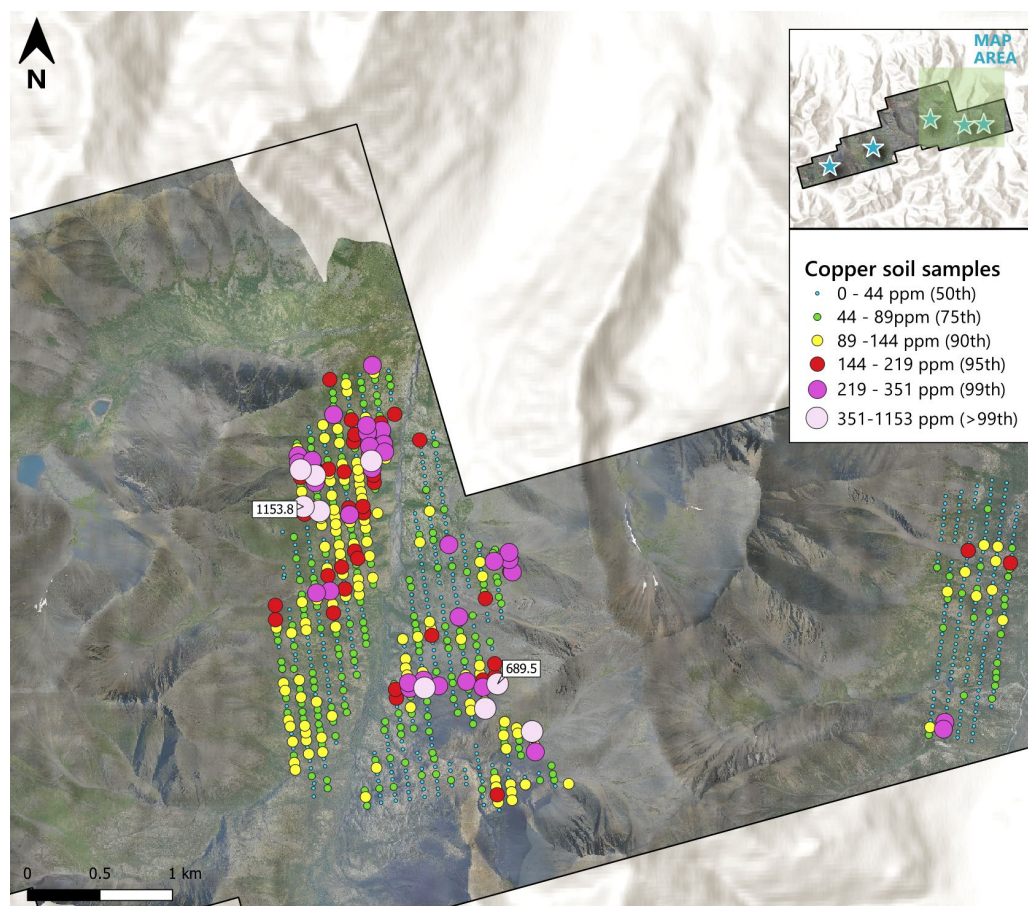 N
MAP
AREA
Copper soil samples
0 - 44 ppm (50th)
44 - 89ppm (75th)
89 -144 ppm (90th)
144 - 219 ppm (95th)
219 - 351 ppm (99th)
351-1153 ppm (>99th)
1153.8
689.5
0 0.5 1 km